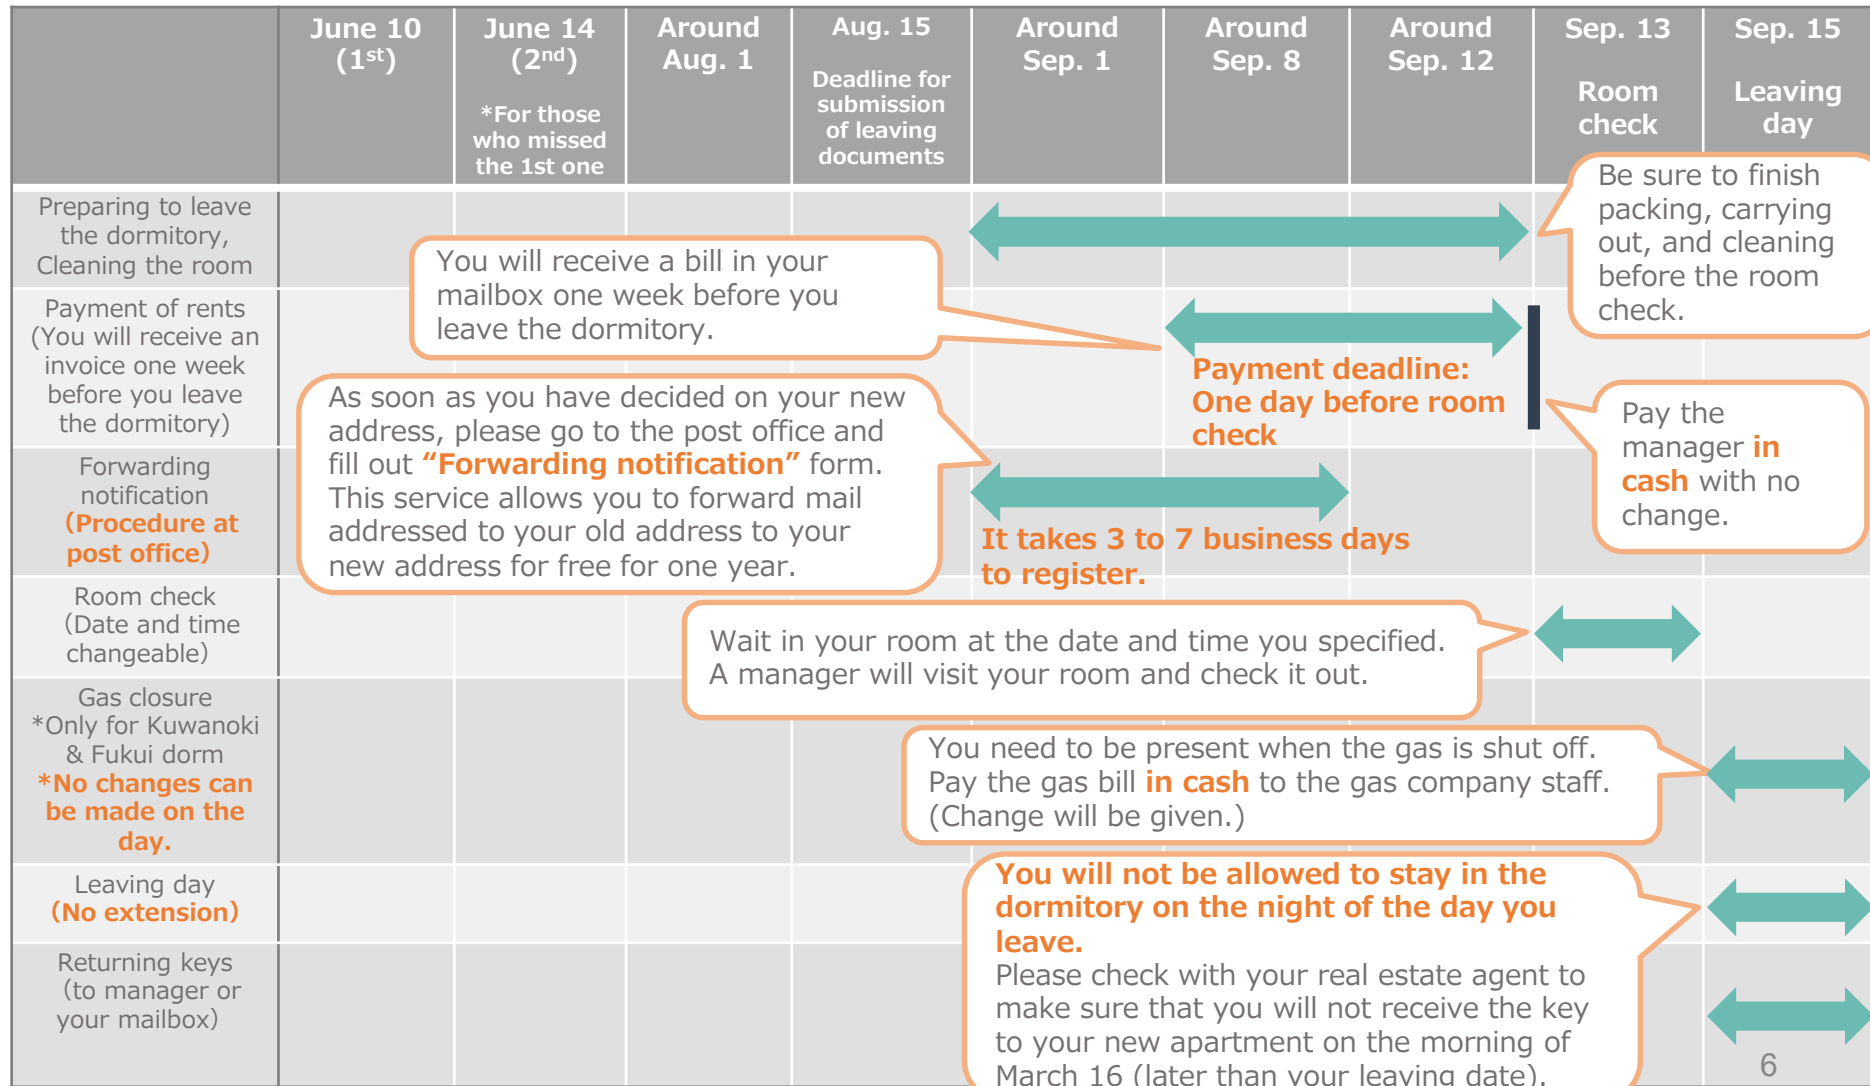 June 10
(1st)
June 14
(2nd)
*For those
who missed
the 1st one
Around
Aug. 1
Aug. 15
Deadline for
submission
of leaving
documents
Around
Sep. 1
Around
Sep. 8
Around
Sep. 12
Sep. 13
Room
check
Sep. 15
Leaving
day
Preparing to leave
the dormitory,
Cleaning the room
Be sure to finish
packing, carrying
out, and cleaning
before the room
check.
Payment of rents
(You will receive an
invoice one week
before you leave
the dormitory)
You will receive a bill in your
mailbox one week before you
leave the dormitory.
Payment deadline:
One day before room
check
Pay the
manager in
cash with no
change.
Forwarding
notification
(Procedure at
post office)
As soon as you have decided on your new
address, please go to the post office and
fill out “Forwarding notification” form.
This service allows you to forward mail
addressed to your old address to your
new address for free for one year.
It takes 3 to 7 business days
to register.
Room check
(Date and time
changeable)
Wait in your room at the date and time you specified.
A manager will visit your room and check it out.
Gas closure
*Only for Kuwanoki
& Fukui dorm
*No changes can
be made on the
day.
You need to be present when the gas is shut off.
Pay the gas bill in cash to the gas company staff.
(Change will be given.)
Leaving day
(No extension)
You will not be allowed to stay in the
dormitory on the night of the day you
leave.
Please check with your real estate agent to
make sure that you will not receive the key
to your new apartment on the morning of
March 16 (later than your leaving date).
Returning keys
(to manager or
your mailbox)
6